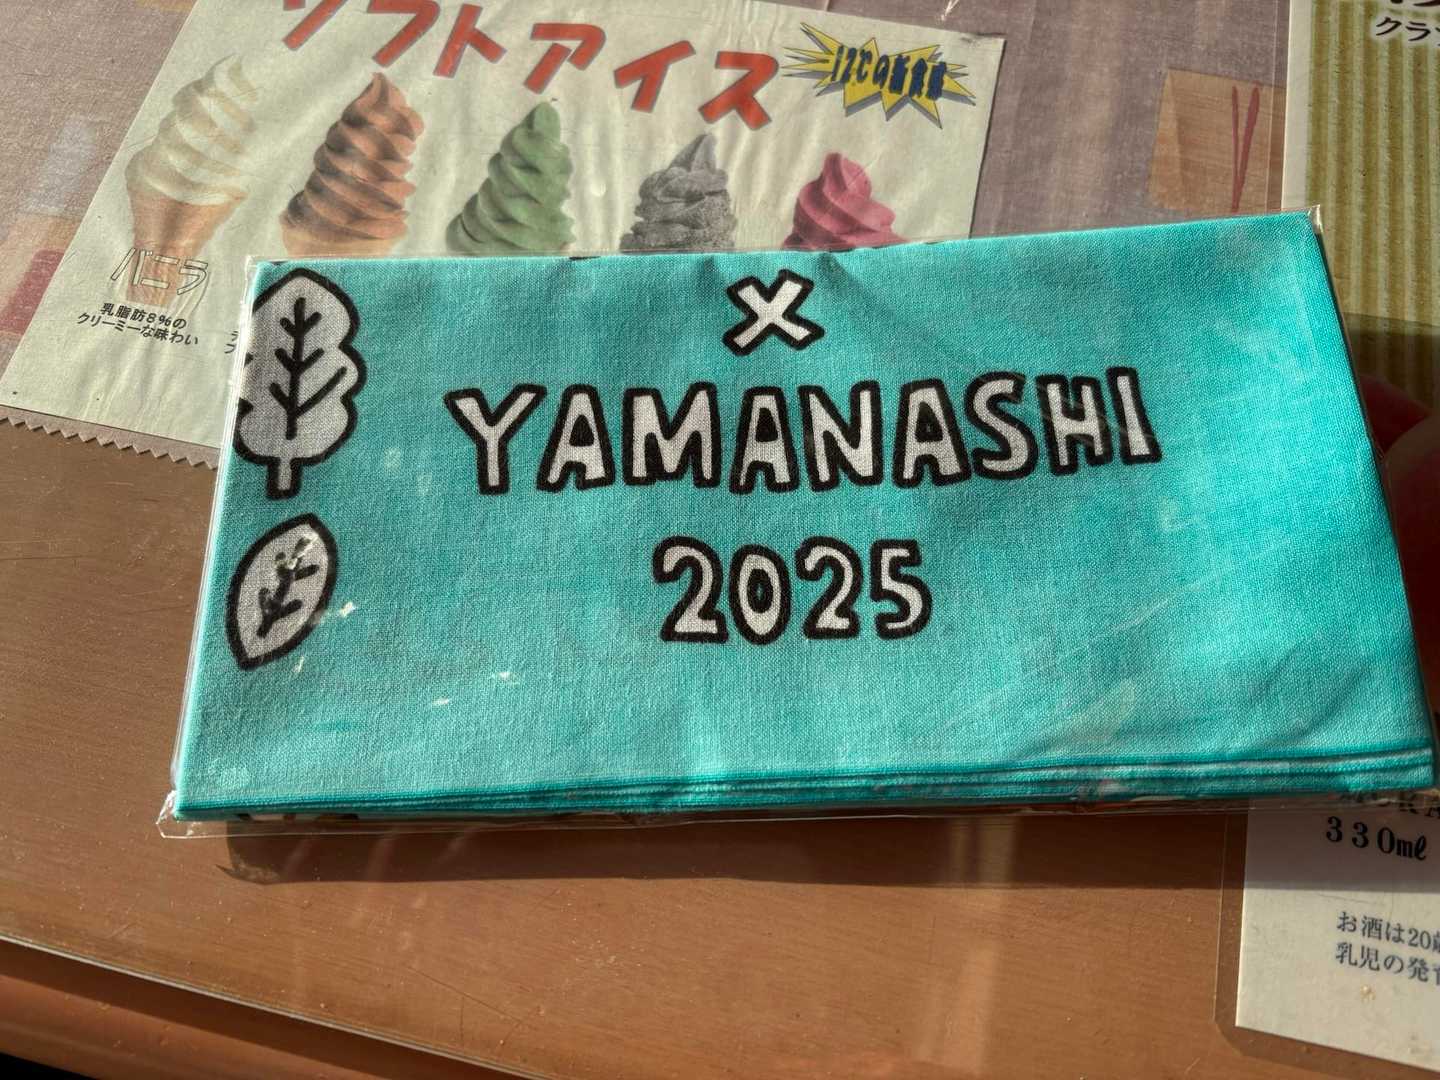 ソフトアイス
バニラ
乳脂肪8%の
クリーミーな味わい
×
YAMANASHI
2025
330mℓ
お酒は20歳
乳児の発育